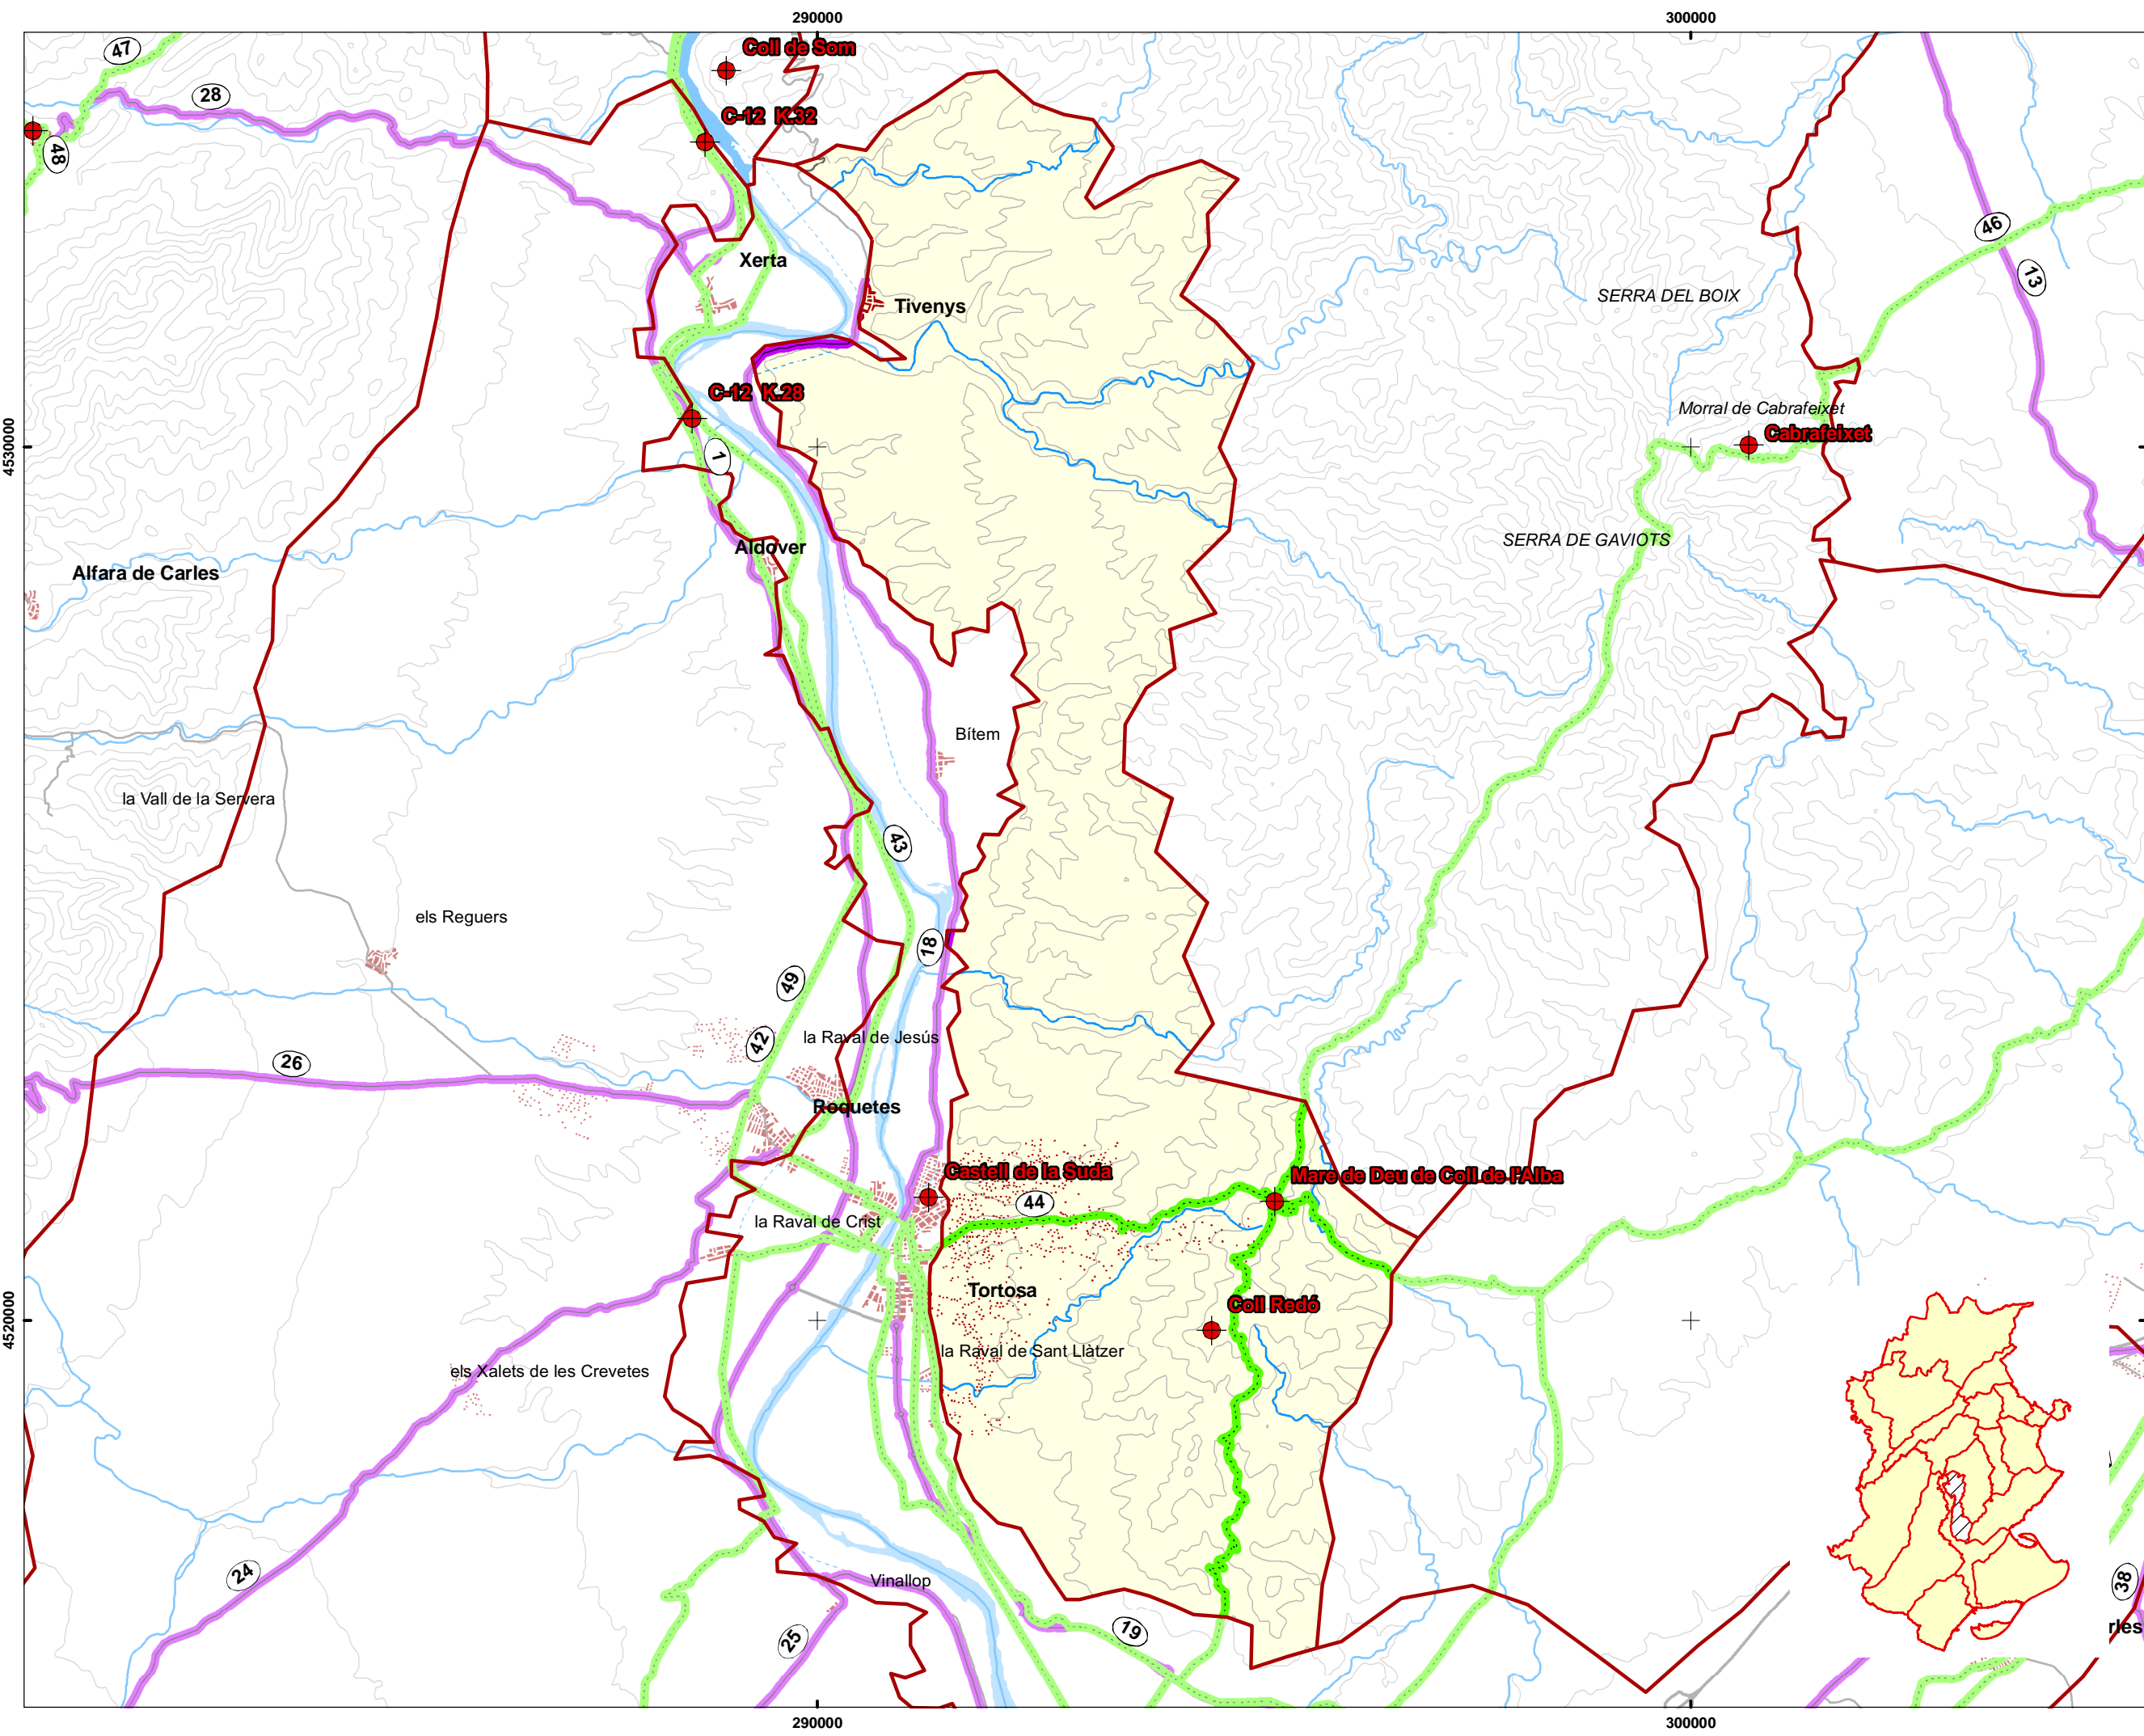 290000
300000
47
Coll de Som
28
C-12 K.32
48
46
Xerta
13
SERRA DEL BOIX
Tivenys
C-12 K.28
Morral de Cabrafeixet
Cabrafeixet
4530000
1
SERRA DE GAVIOTS
Aldover
Alfara de Carles
Bítem
la Vall de la Servera
43
els Reguers
18
49
la Raval de Jesús
42
26
Roquetes
Castell de la Suda
Mare de Deu de Coll de l'Alba
44
la Raval de Crist
Tortosa
Coll Redó
4520000
la Raval de Sant Llàtzer
els Xalets de les Crevetes
24
Vinallop
38
25
19
rles
290000
300000